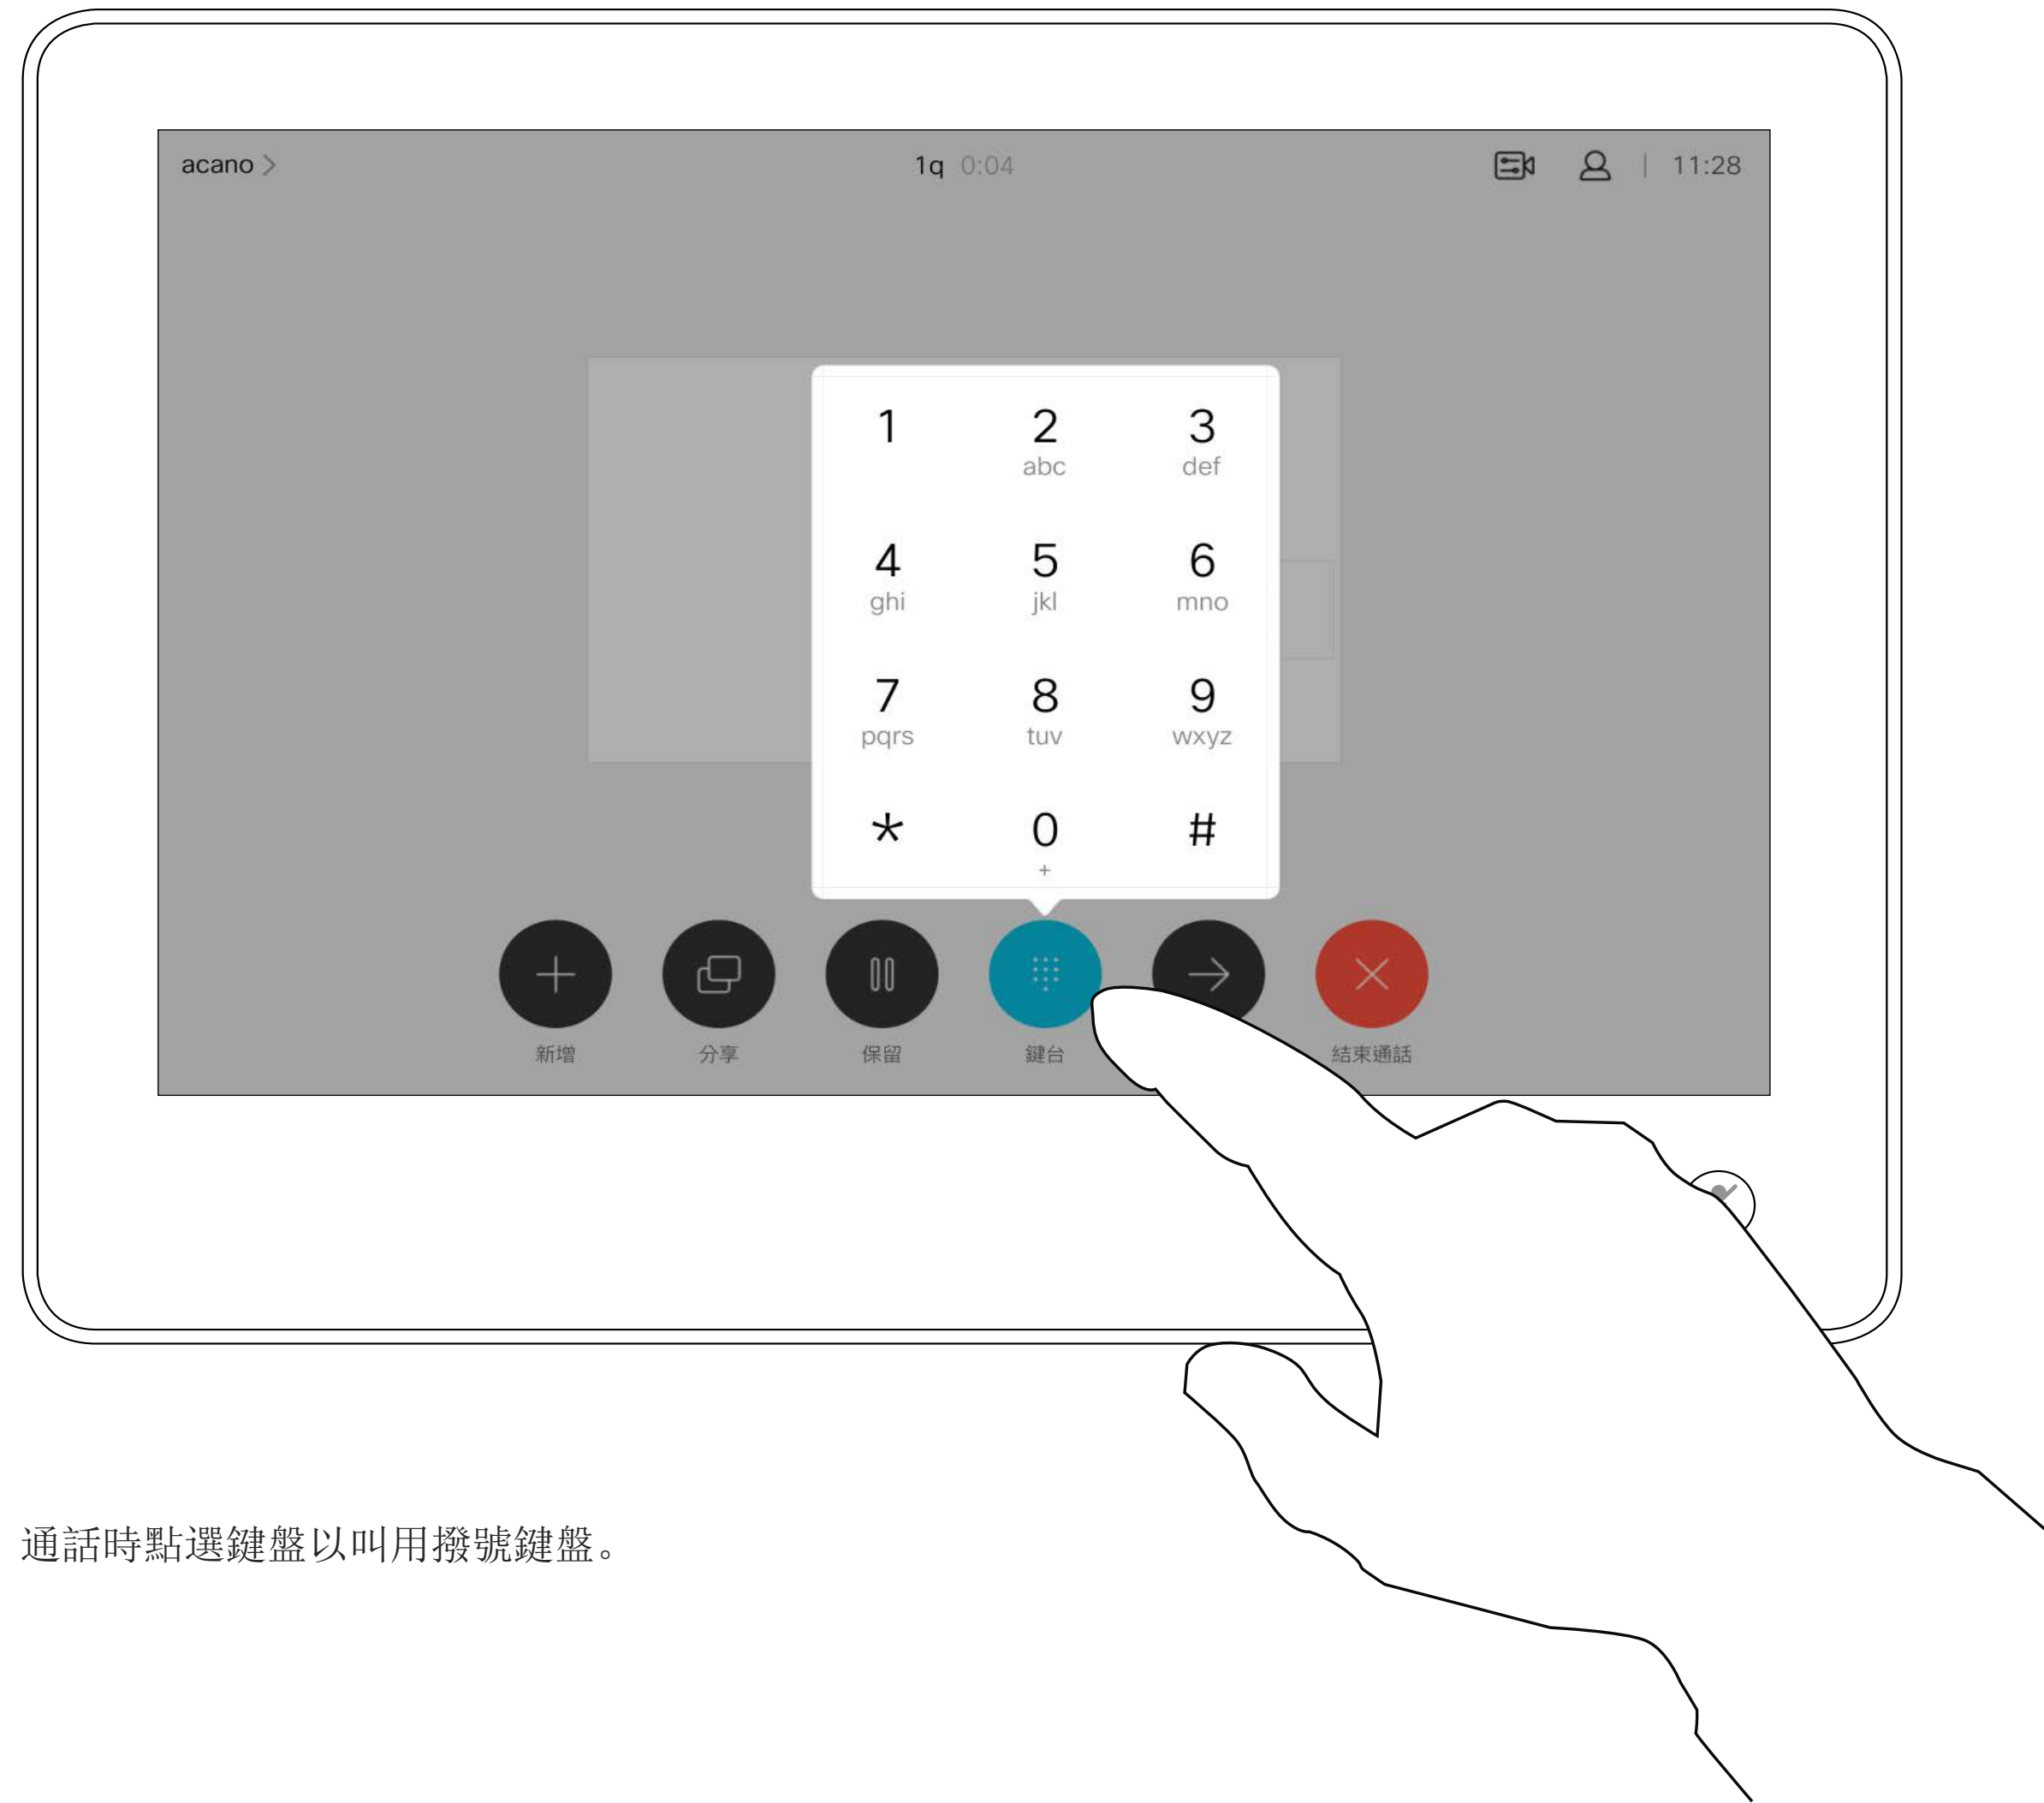 acano
1q 0:04
11:28
1 2 3
abc def
4 5 6
ghi jkl mno
7 8 9
pqrs tuv wxyz
* 0 #
+
新增 分享 保留 鍵台 結束通話
通話時點選鍵盤以叫用撥號鍵盤。